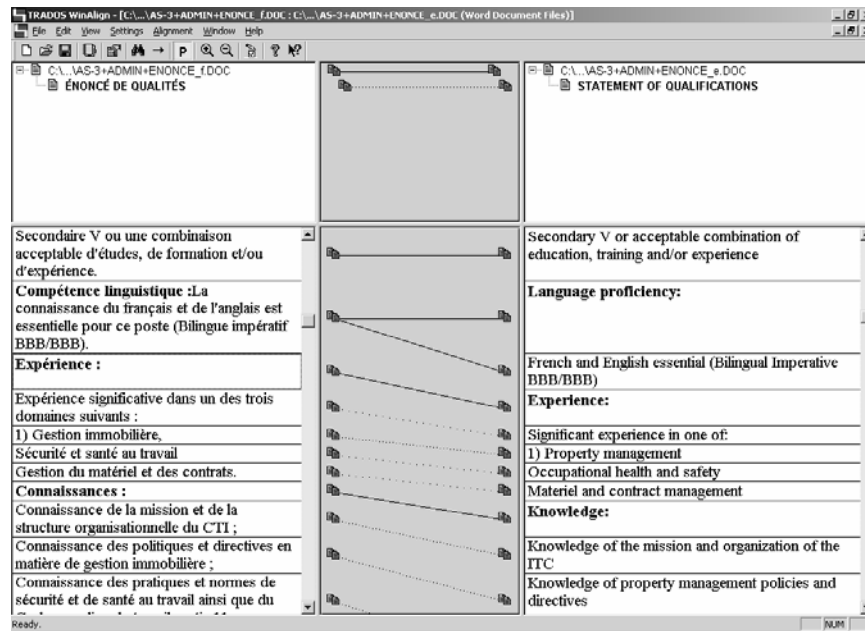 TRADOS WinAlign - [C:\...\AS-3+ADMIN+ENONCE_f.DOC : C:\...\AS-3+ADMIN+ENONCE_e.DOC (Word Document Files)]
File Edit View Settings Alignment Window Help
P
C:\...\AS-3+ADMIN+ENONCE_f.DOC
ÉNONCÉ DE QUALITÉS
C:\...\AS-3+ADMIN+ENONCE_e.DOC
STATEMENT OF QUALIFICATIONS
Secondaire V ou une combinaison
acceptable d'études, de formation et/ou
d'expérience.
Compétence linguistique :La
connaissance du français et de l'anglais est
essentielle pour ce poste (Bilingue impératif
BBB/BBB).
Expérience :
Expérience significative dans un des trois
domaines suivants :
1) Gestion immobilière,
Sécurité et santé au travail
Gestion du matériel et des contrats.
Connaissances :
Connaissance de la mission et de la
structure organisationnelle du CTI ;
Connaissance des politiques et directives en
matière de gestion immobilière ;
Connaissance des pratiques et normes de
sécurité et de santé au travail ainsi que du
Secondary V or acceptable combination of
education, training and/or experience
Language proficiency:
French and English essential (Bilingual Imperative
BBB/BBB)
Experience:
Significant experience in one of:
1) Property management
Occupational health and safety
Materiel and contract management
Knowledge:
Knowledge of the mission and organization of the
ITC
Knowledge of property management policies and
directives
Ready.
NUM